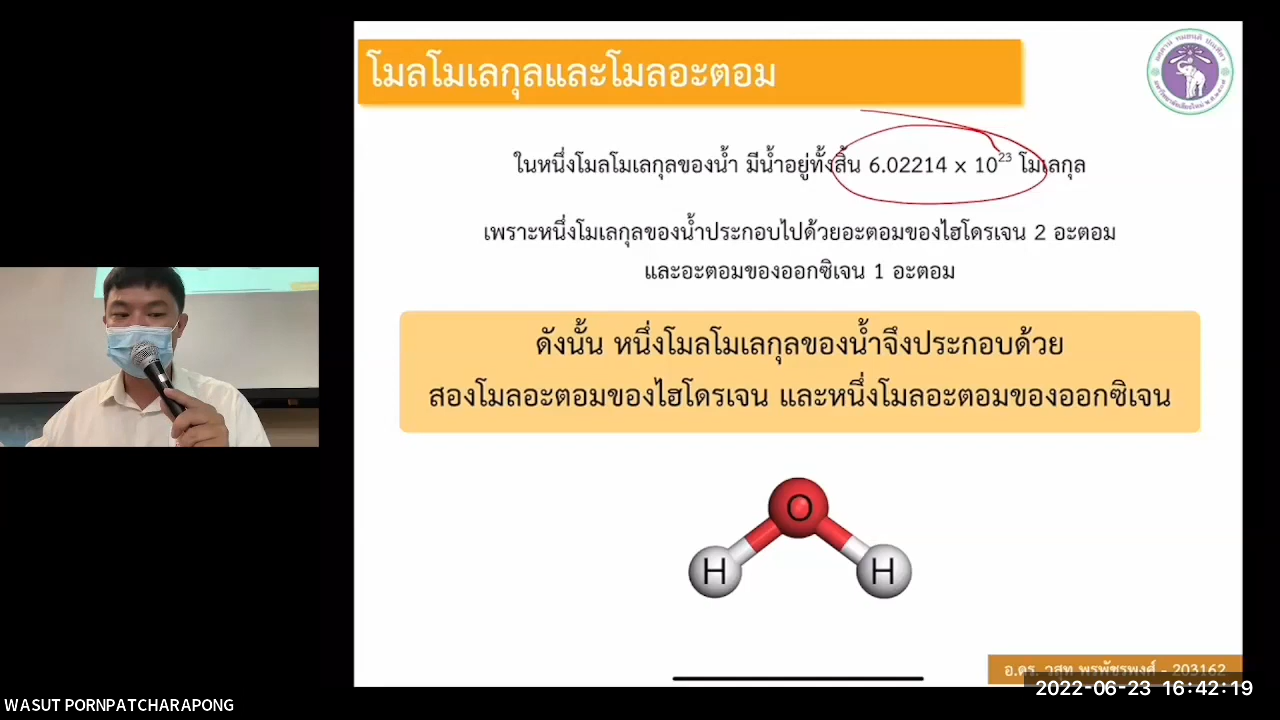 โมลโมเลกุลและโมลอะตอม
ในหนึ่งโมลโมเลกุลของน้ำ มีน้ำอยู่ทั้งสิ้น 6.02214 x 10²³ โมเลกุล
เพราะหนึ่งโมเลกุลของน้ำประกอบไปด้วยอะตอมของไฮโดรเจน 2 อะตอม
และอะตอมของออกซิเจน 1 อะตอม
ดังนั้น หนึ่งโมลโมเลกุลของน้ำจึงประกอบด้วย
สองโมลอะตอมของไฮโดรเจน และหนึ่งโมลอะตอมของออกซิเจน
O
H H
อ.ดร. วสุท พรพัชรพงศ์ - 203162
2022-06-23 16:42:19
WASUT PORNPATCHARAPONG